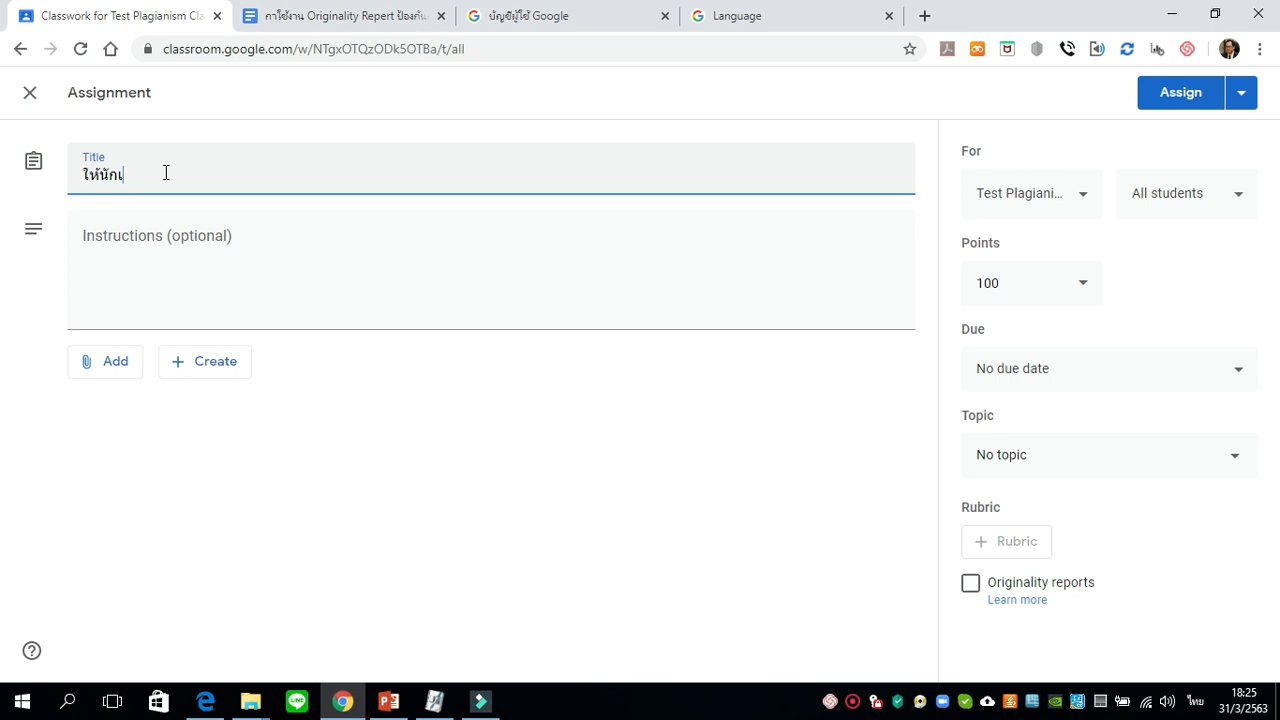 Classwork for Test Plagiarism Cla
กาใช้งาน Originality Repert ป้องกัน
บัญชีผู้ใช้ Google
Language
classroom.google.com/w/NTgxOTQzODk5OTBa/t/all
Assignment
Assign
Title
ให้นักเ
Instructions (optional)
Add
Create
For
Test Plagiani...
All students
Points
100
Due
No due date
Topic
No topic
Rubric
Rubric
Originality reports
Learn more
ไทย
18:25
31/3/2563